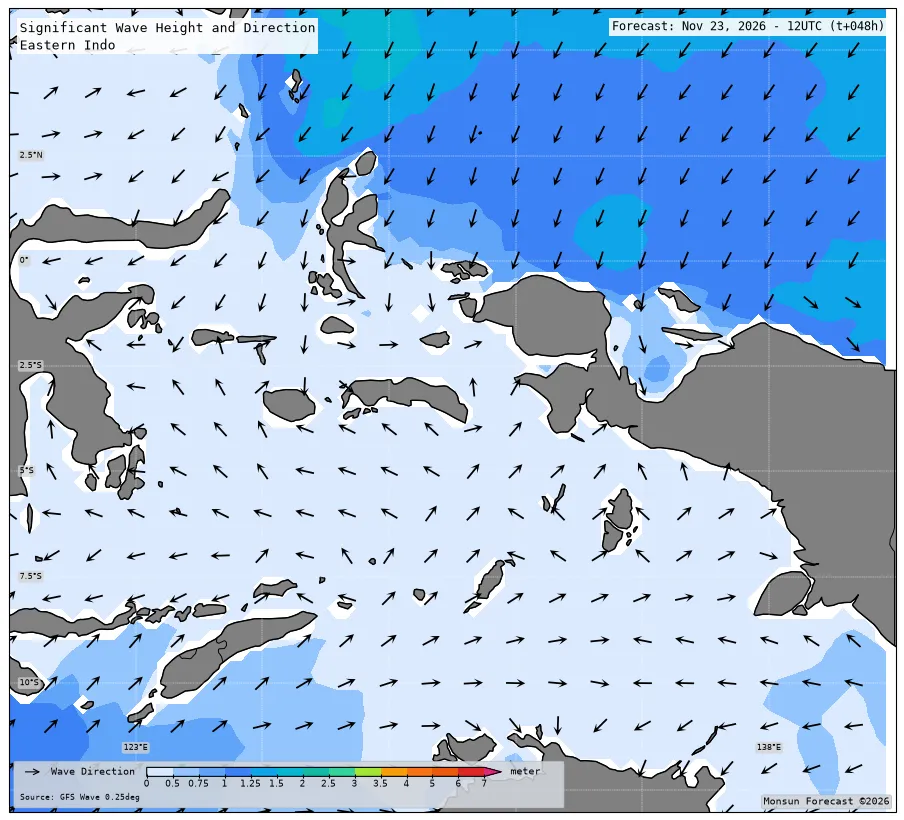 Significant Wave Height and Direction
Eastern Indo
Forecast: Nov 23, 2026 - 12UTC (t+048h)
2.5°N
0°
2.5°S
5°S
7.5°S
10°S
123°E
138°E
Wave Direction
meter
0 0.5 0.75 1 1.25 1.5 2 2.5 3 3.5 4 5 6 7
Source: GFS Wave 0.25deg
Monsun Forecast ©2026